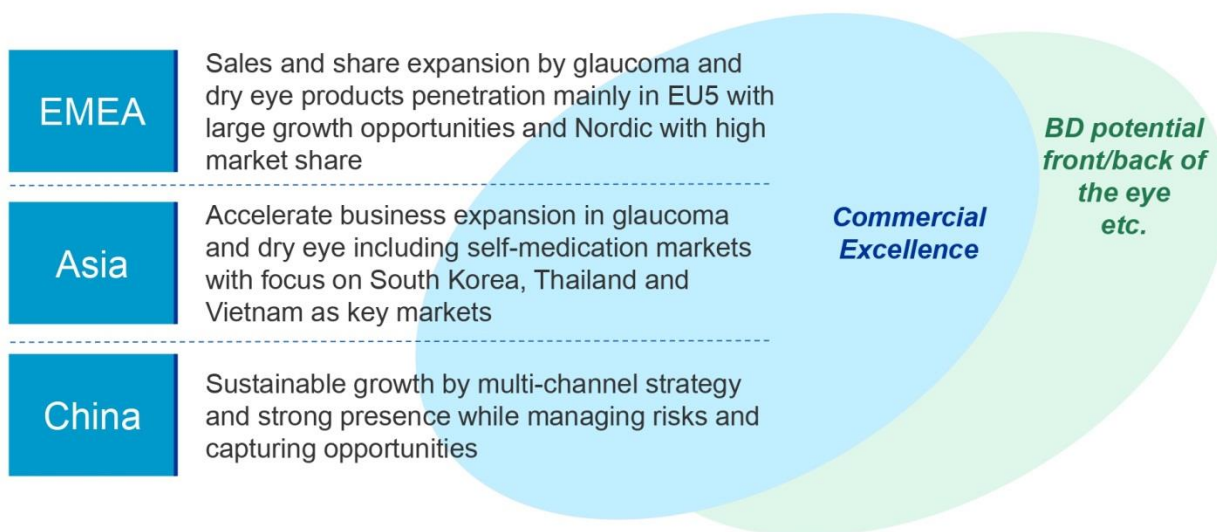 EMEA
Sales and share expansion by glaucoma and
dry eye products penetration mainly in EU5 with
large growth opportunities and Nordic with high
market share
Asia
Accelerate business expansion in glaucoma
and dry eye including self-medication markets
with focus on South Korea, Thailand and
Vietnam as key markets
China
Sustainable growth by multi-channel strategy
and strong presence while managing risks and
capturing opportunities
Commercial
Excellence
BD potential
front/back of
the eye
etc.